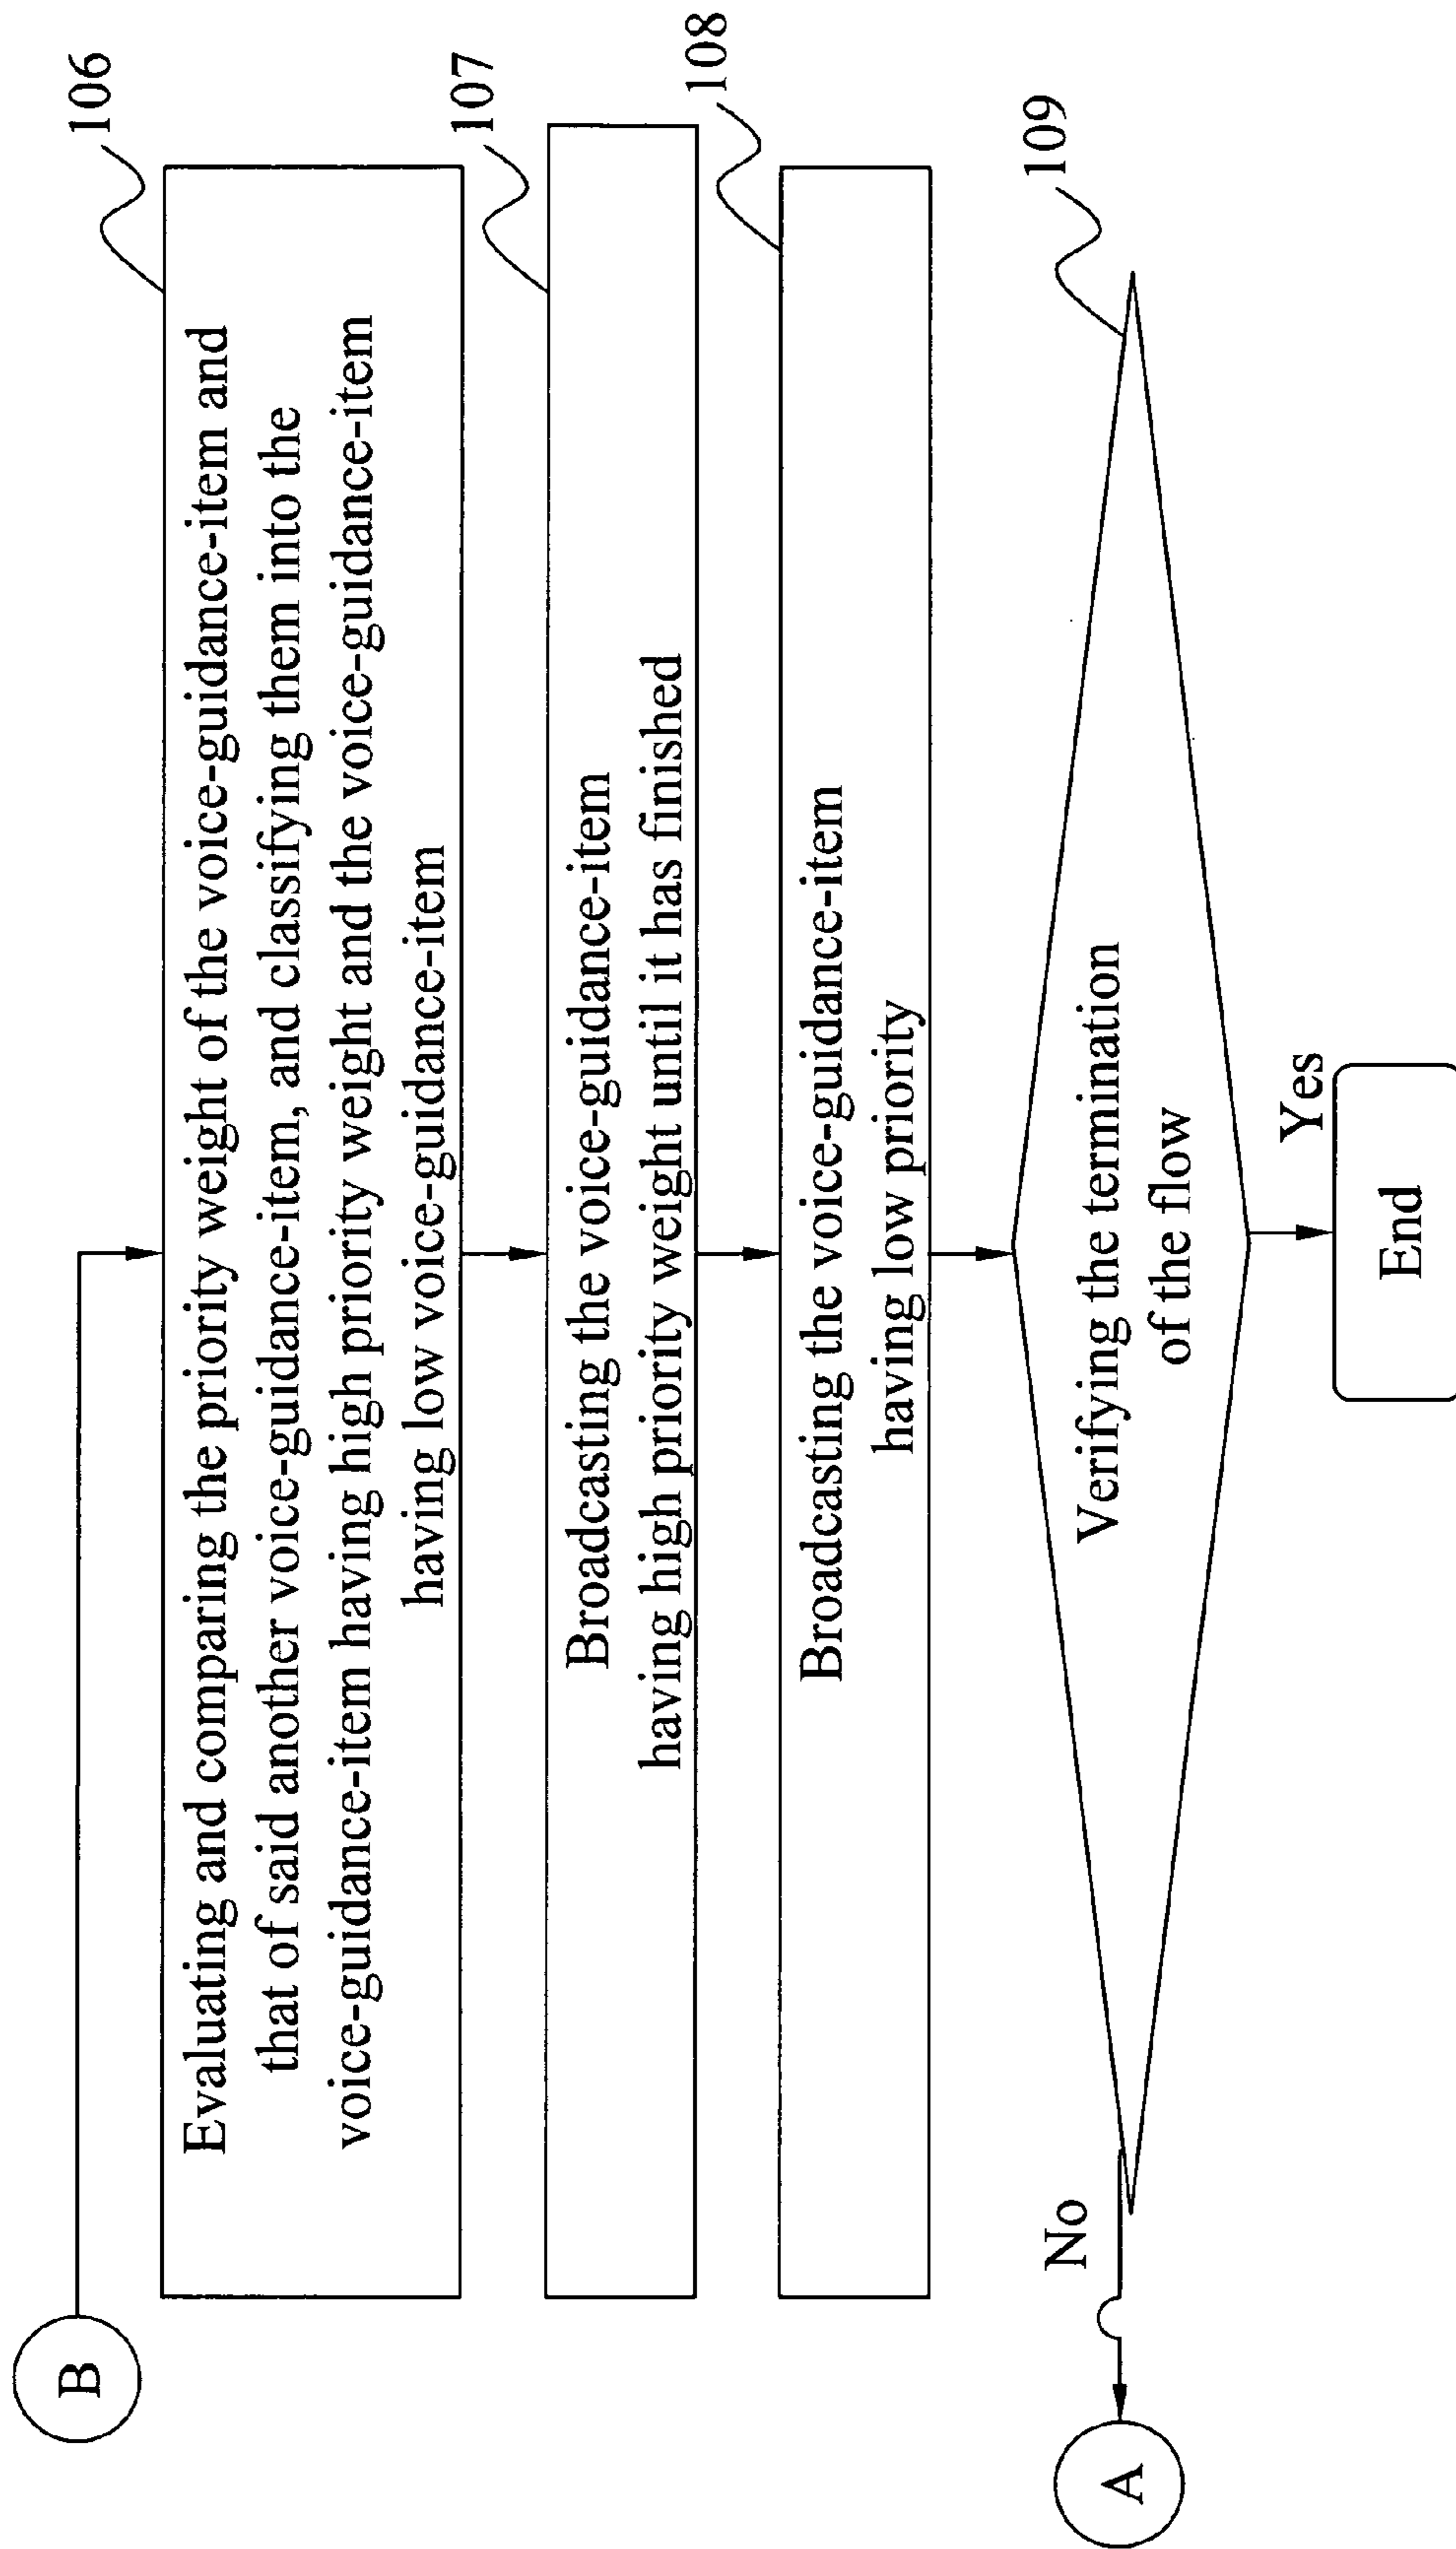 B
106
Evaluating and comparing the priority weight of the voice-guidance-item and
that of said another voice-guidance-item, and classifying them into the
voice-guidance-item having high priority weight and the voice-guidance-item
having low voice-guidance-item
107
Broadcasting the voice-guidance-item
having high priority weight until it has finished
108
Broadcasting the voice-guidance-item
having low priority
109
Verifying the termination
of the flow
No
A
Yes
End